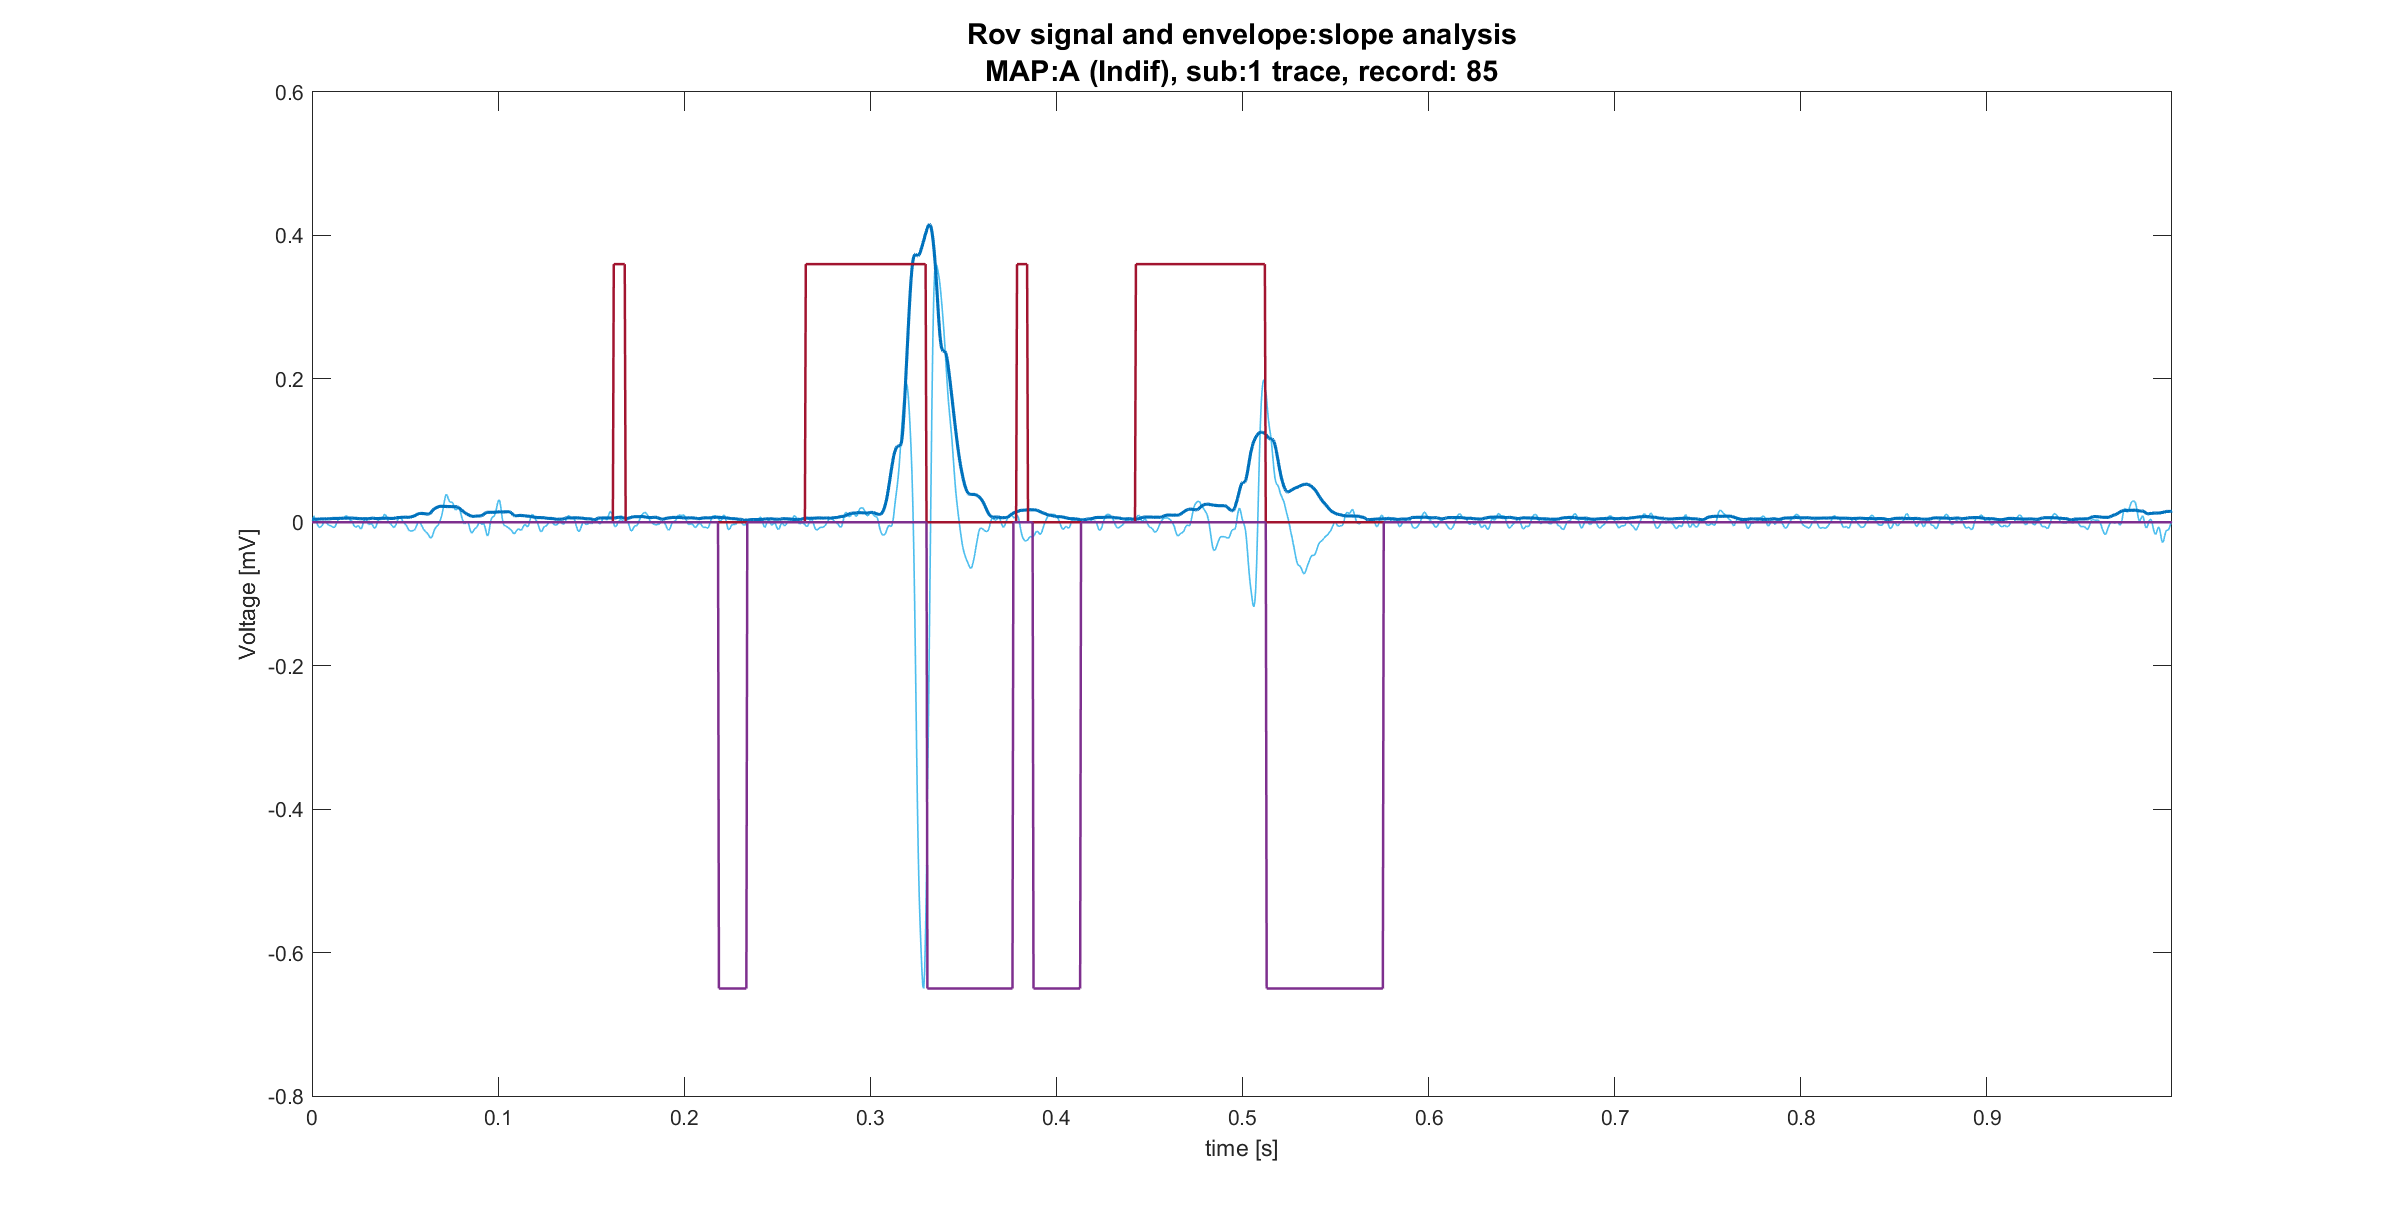 Rov signal and envelope:slope analysis
MAP:A (Indif), sub:1 trace, record: 85
0.6
0.4
0.2
0
-0.2
-0.4
-0.6
-0.8
Voltage [mV]
0 0.1 0.2 0.3 0.4 0.5 0.6 0.7 0.8 0.9
time [s]